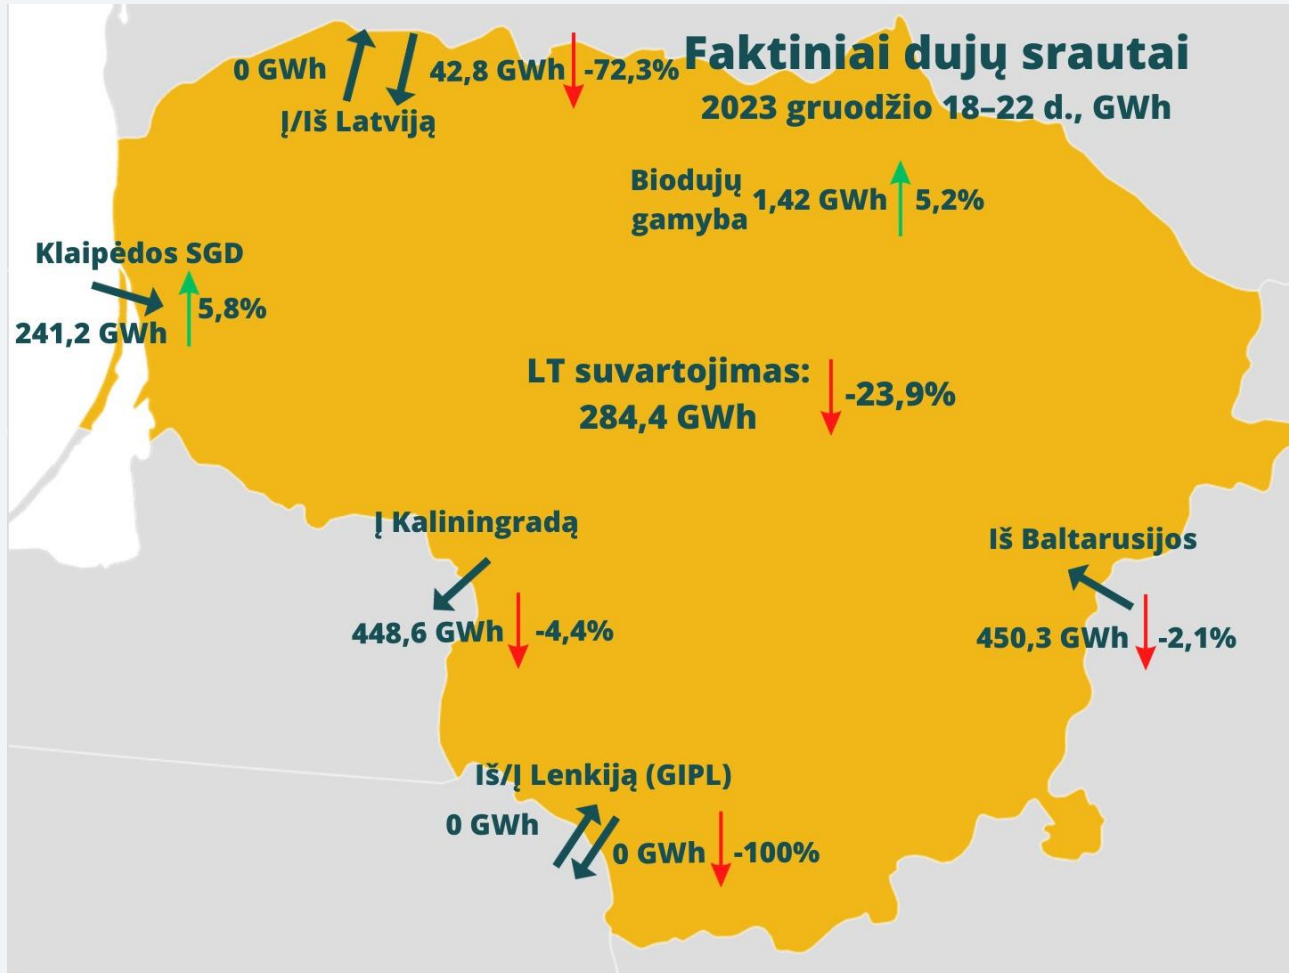 Faktiniai dujų srautai
2023 gruodžio 18–22 d., GWh
0 GWh
42,8 GWh
-72,3%
Į/Iš Latviją
Biodujų
gamyba
1,42 GWh
5,2%
Klaipėdos SGD
241,2 GWh
5,8%
LT suvartojimas:
284,4 GWh
-23,9%
Į Kaliningradą
448,6 GWh
-4,4%
Iš Baltarusijos
450,3 GWh
-2,1%
Iš/Į Lenkiją (GIPL)
0 GWh
0 GWh
-100%